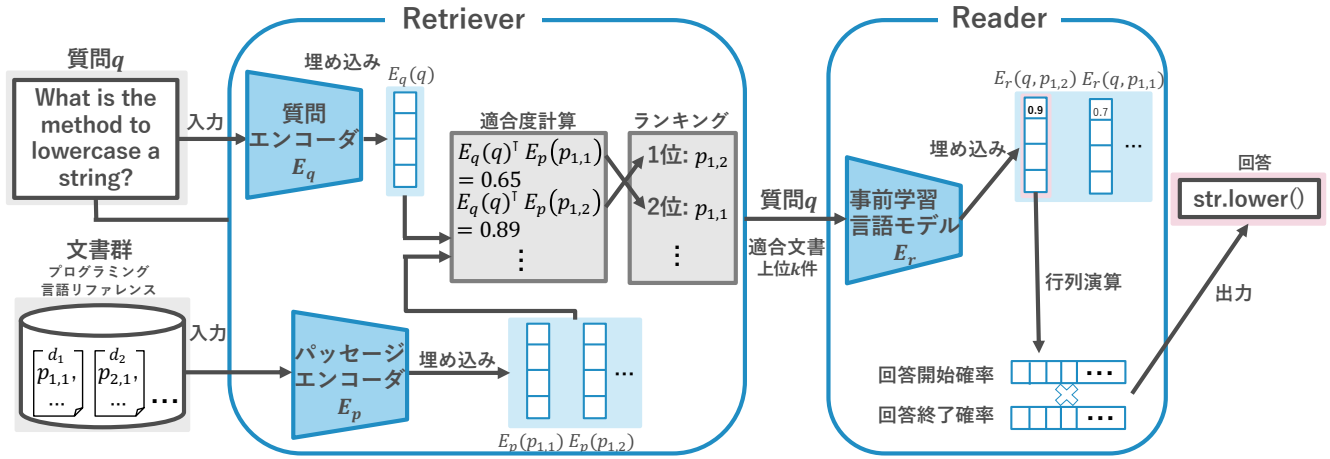 Retriever
Reader
質問q
What is the
method to
lowercase a
string?
入力
埋め込み
質問
エンコーダ
E_q
E_q(q)
適合度計算
E_q(q)^⊤ E_p(p_{1,1})
= 0.65
E_q(q)^⊤ E_p(p_{1,2})
= 0.89
⋮
ランキング
1位: p_{1,2}
2位: p_{1,1}
⋮
文書群
プログラミング
言語リファレンス
d_1
p_{1,1},
...
d_2
p_{2,1},
...
...
入力
パッセージ
エンコーダ
E_p
埋め込み
...
E_p(p_{1,1}) E_p(p_{1,2})
質問q
適合文書
上位k件
事前学習
言語モデル
E_r
埋め込み
E_r(q, p_{1,2}) E_r(q, p_{1,1})
0.9
0.7
...
行列演算
回答開始確率
...
回答終了確率
...
出力
回答
str.lower()